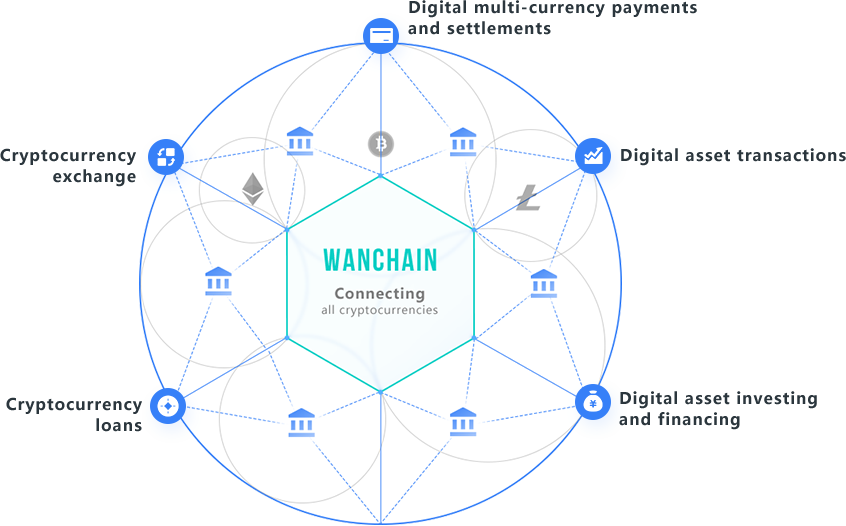 Digital multi-currency payments
and settlements
Cryptocurrency
exchange
Digital asset transactions
WANCHAIN
Connecting
all cryptocurrencies
Cryptocurrency
loans
Digital asset investing
and financing